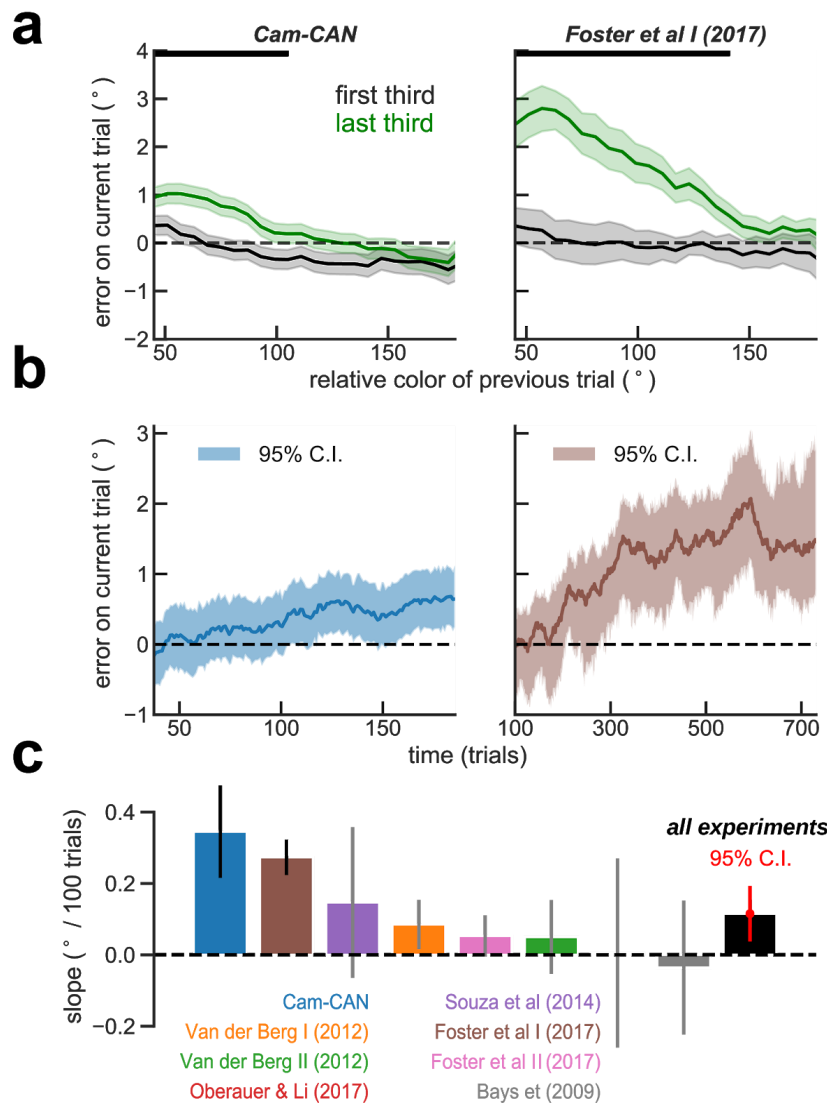 a
Cam-CAN
Foster et al I (2017)
error on current trial (°)
4
3
2
1
0
−1
−2
first third
last third
50
100
150
50
100
150
relative color of previous trial (°)
b
error on current trial (°)
3
2
1
0
−1
95% C.I.
95% C.I.
50
100
150
100
300
500
700
time (trials)
c
slope (° / 100 trials)
0.4
0.2
0.0
−0.2
all experiments
95% C.I.
Cam-CAN
Van der Berg I (2012)
Van der Berg II (2012)
Oberauer & Li (2017)
Souza et al (2014)
Foster et al I (2017)
Foster et al II (2017)
Bays et (2009)